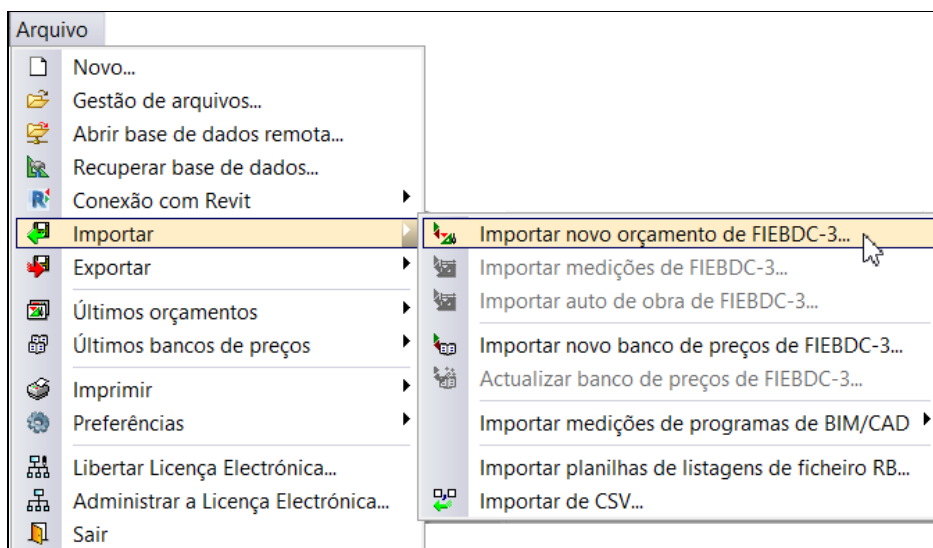 Arquivo
Novo...
Gestão de arquivos...
Abrir base de dados remota...
Recuperar base de dados...
Conexão com Revit
Importar
Exportar
Últimos orçamentos
Últimos bancos de preços
Imprimir
Preferências
Libertar Licença Electrónica...
Administrar a Licença Electrónica...
Sair
Importar novo orçamento de FIEBDC-3...
Importar medições de FIEBDC-3...
Importar auto de obra de FIEBDC-3...
Importar novo banco de preços de FIEBDC-3...
Actualizar banco de preços de FIEBDC-3...
Importar medições de programas de BIM/CAD
Importar planilhas de listagens de ficheiro RB...
Importar de CSV...